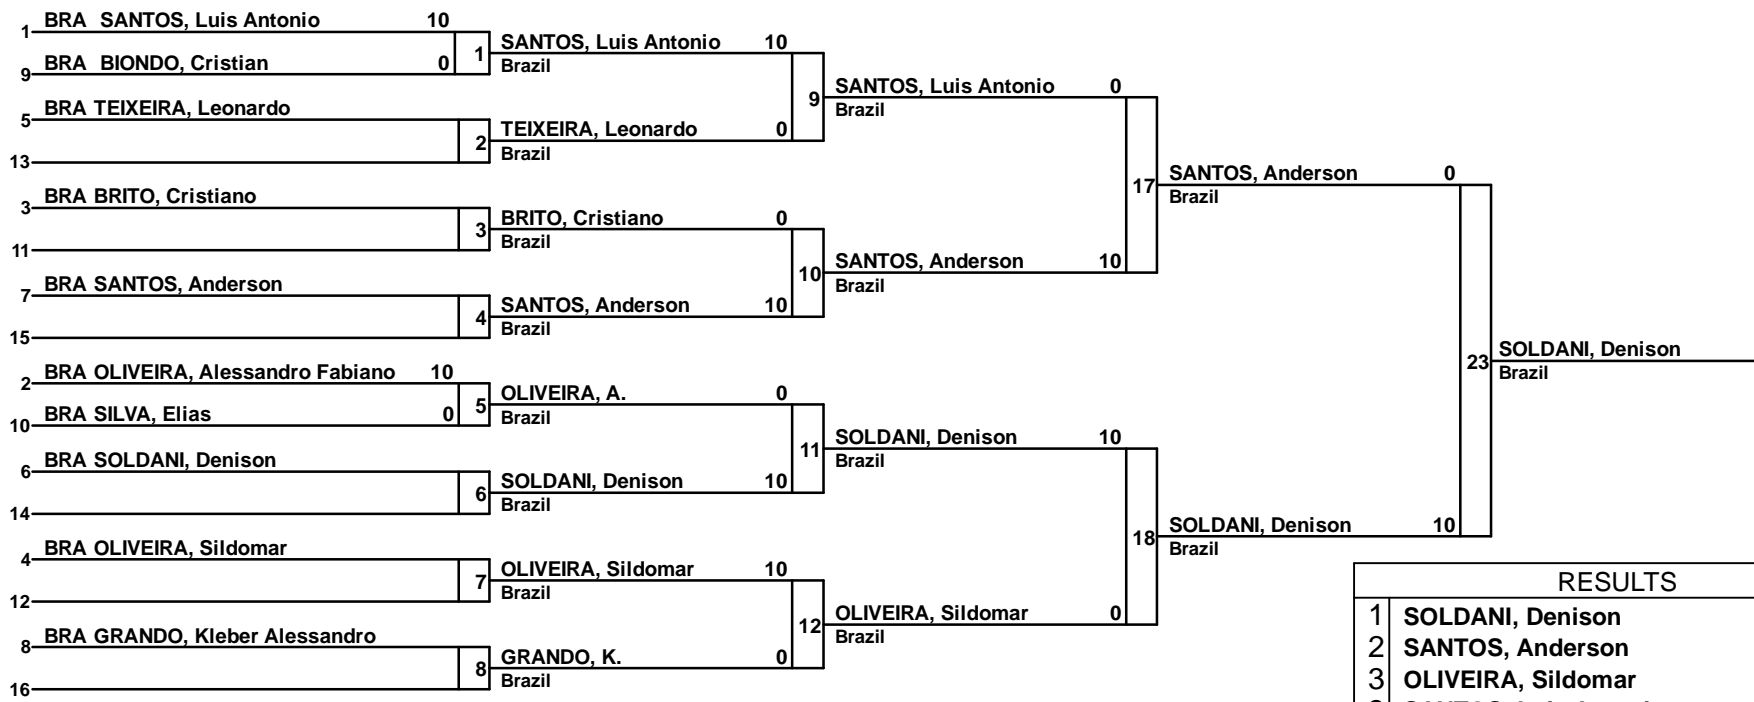 1 BRA SANTOS, Luis Antonio 10
9 BRA BIONDO, Cristian 0
1
5 BRA TEIXEIRA, Leonardo
13
2
3 BRA BRITO, Cristiano
11
3
7 BRA SANTOS, Anderson
15
4
2 BRA OLIVEIRA, Alessandro Fabiano 10
10 BRA SILVA, Elias 0
5
6 BRA SOLDANI, Denison
14
6
4 BRA OLIVEIRA, Sildomar
12
7
8 BRA GRANDO, Kleber Alessandro
16
8
SANTOS, Luis Antonio 10
Brazil
TEIXEIRA, Leonardo 0
Brazil
9
BRITO, Cristiano 0
Brazil
SANTOS, Anderson 10
Brazil
10
OLIVEIRA, A. 0
Brazil
SOLDANI, Denison 10
Brazil
11
OLIVEIRA, Sildomar 10
Brazil
GRANDO, K. 0
Brazil
12
SANTOS, Luis Antonio 0
Brazil
SANTOS, Anderson 10
Brazil
17
SOLDANI, Denison 10
Brazil
OLIVEIRA, Sildomar 0
Brazil
18
SANTOS, Anderson 0
Brazil
SOLDANI, Denison 10
Brazil
23
SOLDANI, Denison
Brazil
RESULTS
1 SOLDANI, Denison
2 SANTOS, Anderson
3 OLIVEIRA, Sildomar